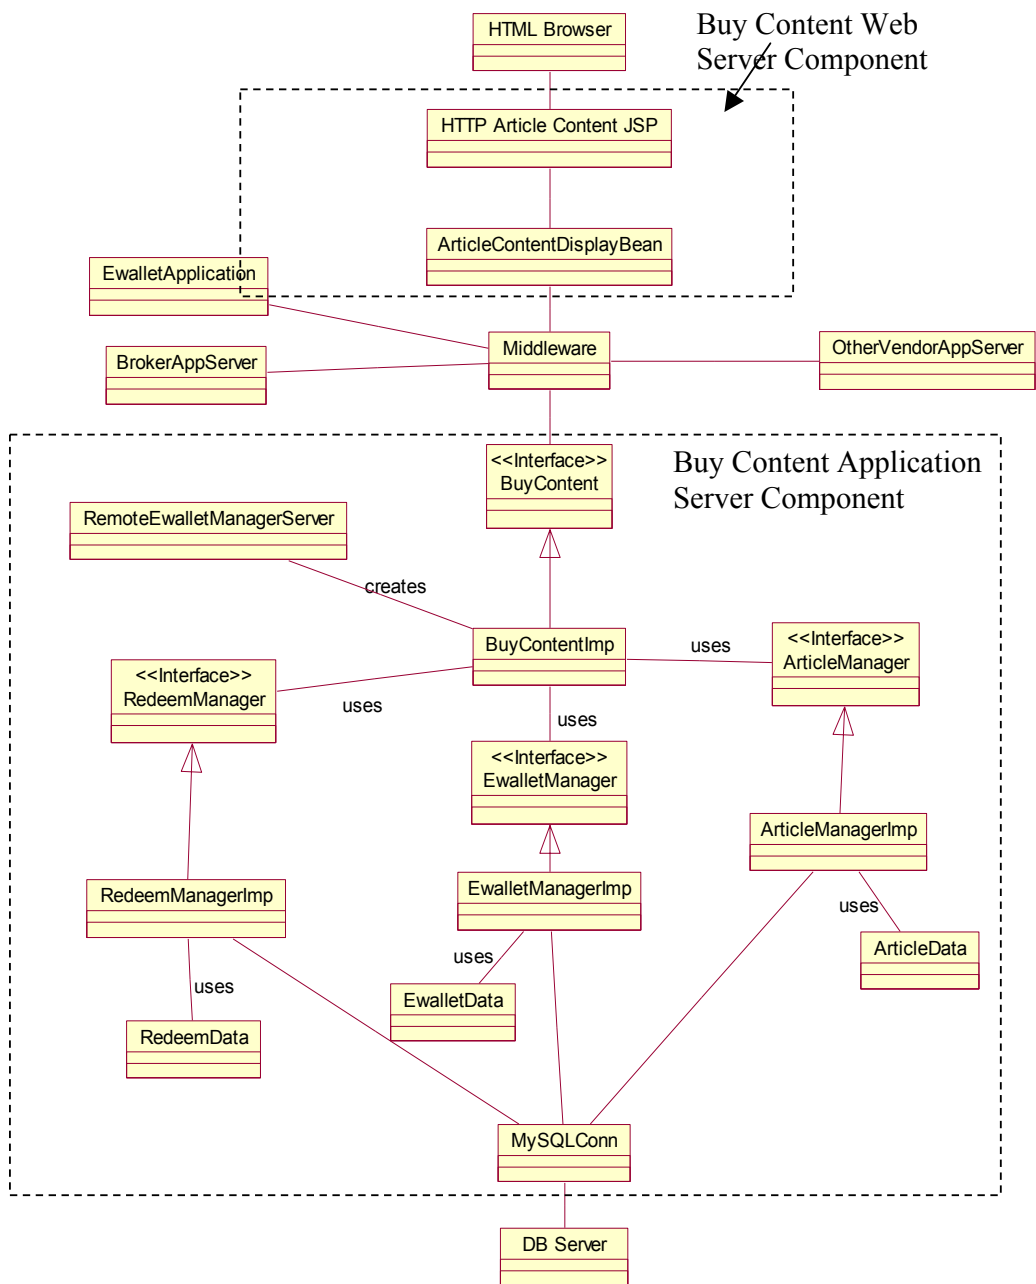 HTML Browser
Buy Content Web
Server Component
HTTP Article Content JSP
ArticleContentDisplayBean
EwalletApplication
Middleware
OtherVendorAppServer
BrokerAppServer
<<Interface>>
BuyContent
Buy Content Application
Server Component
RemoteEwalletManagerServer
creates
BuyContentImp
uses
<<Interface>>
ArticleManager
<<Interface>>
RedeemManager
uses
uses
<<Interface>>
EwalletManager
ArticleManagerImp
RedeemManagerImp
EwalletManagerImp
uses
ArticleData
uses
EwalletData
uses
RedeemData
MySQLConn
DB Server